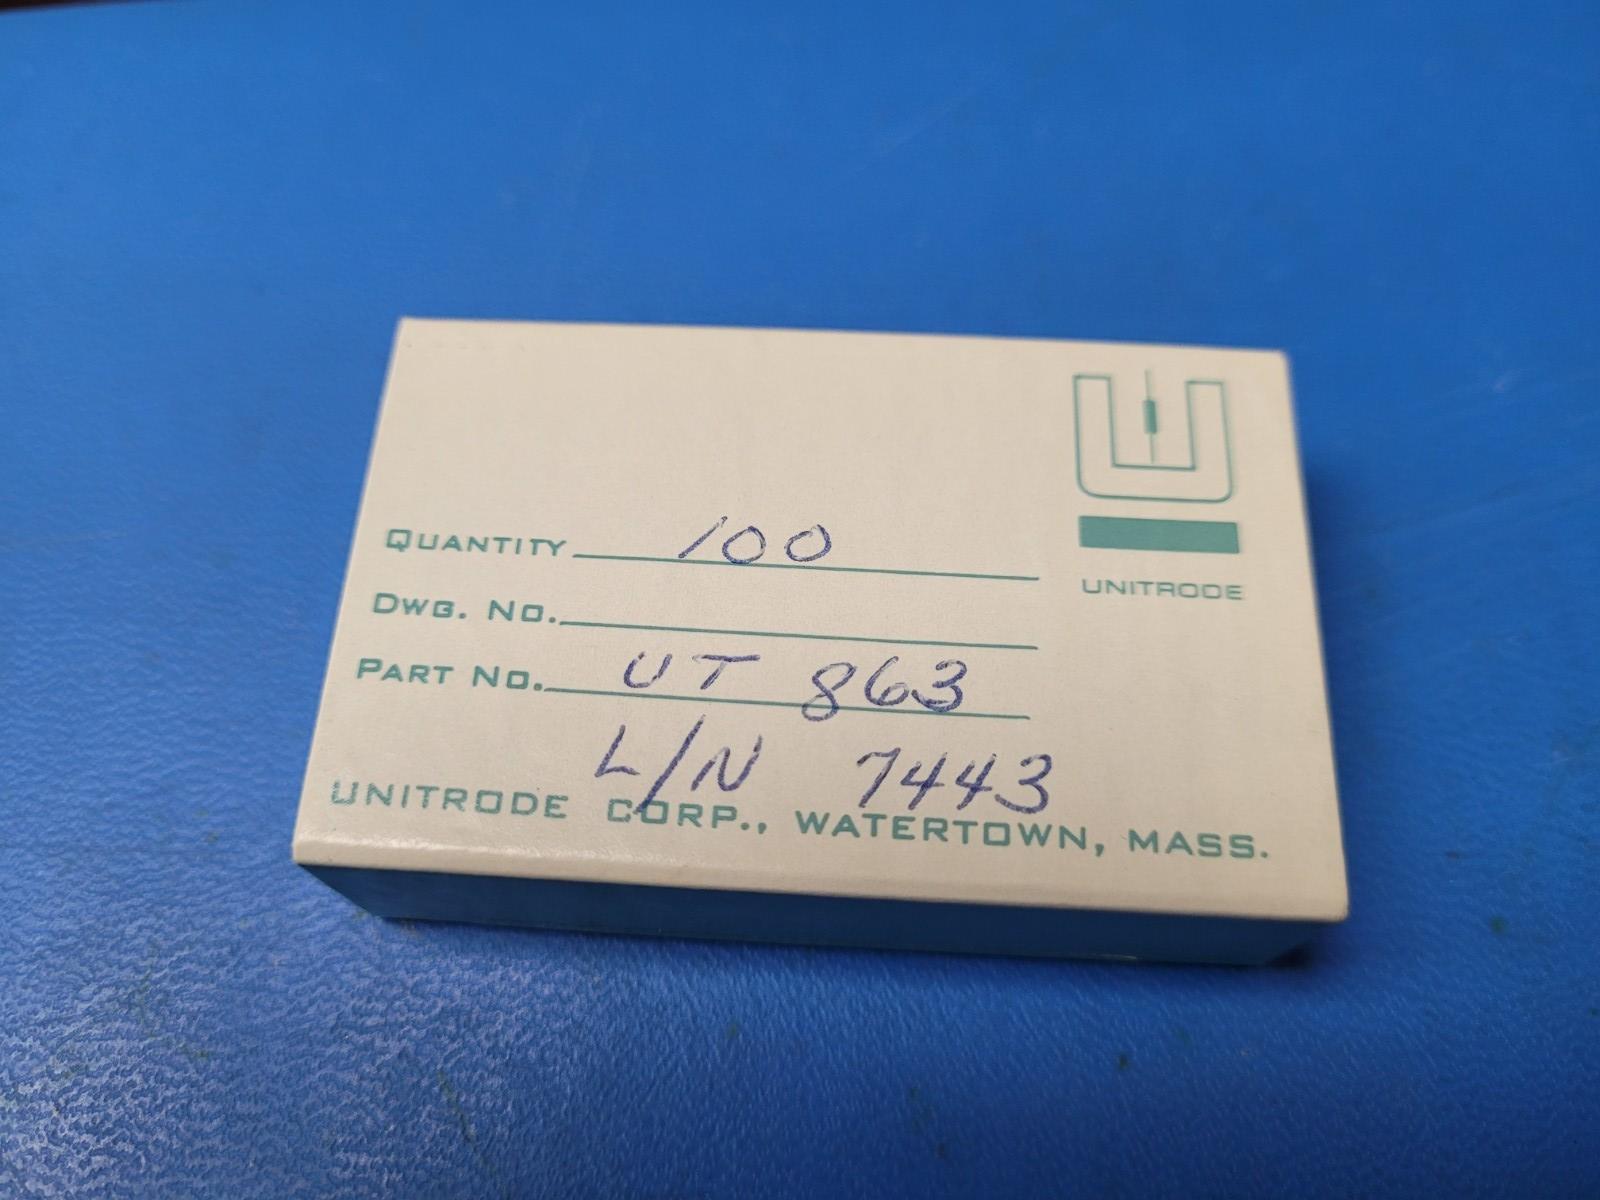 QUANTITY 100
DWG. NO.
PART NO. UT 863
L/N 7443
UNITRODE CORP., WATERTOWN, MASS.
UNITRODE